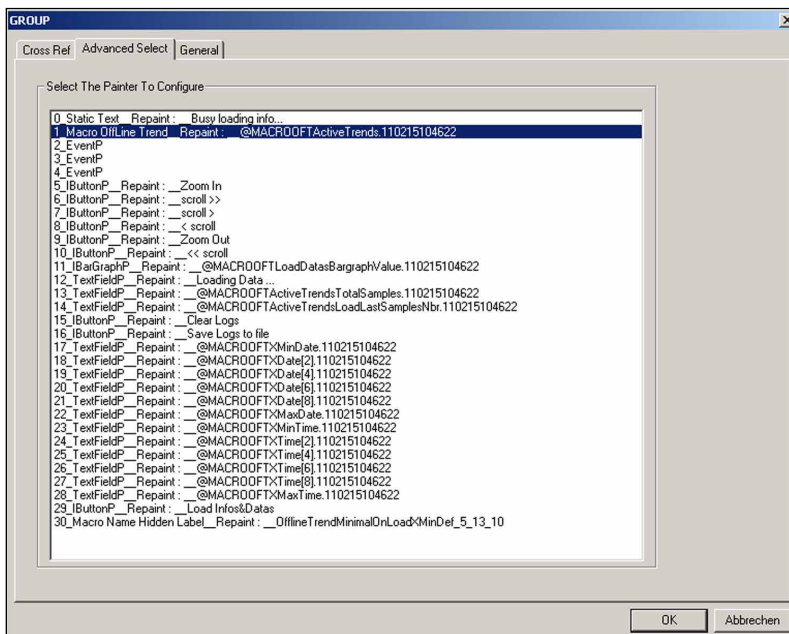 GROUP
Cross Ref Advanced Select General
Select The Painter To Configure
0_Static Text__Repaint : __Busy loading info...
1_Macro OffLine Trend__Repaint : __@MACROOFTActiveTrends.110215104622
2_EventP
3_EventP
4_EventP
5_IButtonP__Repaint : __Zoom In
6_IButtonP__Repaint : __scroll >>
7_IButtonP__Repaint : __scroll >
8_IButtonP__Repaint : __< scroll
9_IButtonP__Repaint : __Zoom Out
10_IButtonP__Repaint : __<< scroll
11_IBarGraphP__Repaint : __@MACROOFTLoadDatasBargraphValue.110215104622
12_TextFieldP__Repaint : __Loading Data ...
13_TextFieldP__Repaint : __@MACROOFTActiveTrendsTotalSamples.110215104622
14_TextFieldP__Repaint : __@MACROOFTActiveTrendsLoadLastSamplesNbr.110215104622
15_IButtonP__Repaint : __Clear Logs
16_IButtonP__Repaint : __Save Logs to file
17_TextFieldP__Repaint : __@MACROOFTXMinDate.110215104622
18_TextFieldP__Repaint : __@MACROOFTXDate[2].110215104622
19_TextFieldP__Repaint : __@MACROOFTXDate[4].110215104622
20_TextFieldP__Repaint : __@MACROOFTXDate[6].110215104622
21_TextFieldP__Repaint : __@MACROOFTXDate[8].110215104622
22_TextFieldP__Repaint : __@MACROOFTXMaxDate.110215104622
23_TextFieldP__Repaint : __@MACROOFTXMinTime.110215104622
24_TextFieldP__Repaint : __@MACROOFTXTime[2].110215104622
25_TextFieldP__Repaint : __@MACROOFTXTime[4].110215104622
26_TextFieldP__Repaint : __@MACROOFTXTime[6].110215104622
27_TextFieldP__Repaint : __@MACROOFTXTime[8].110215104622
28_TextFieldP__Repaint : __@MACROOFTXMaxTime.110215104622
29_IButtonP__Repaint : __Load Infos&Datas
30_Macro Name Hidden Label__Repaint : __OfflineTrendMinimalOnLoadXMinDef_5_13_10
OK Abbrechen